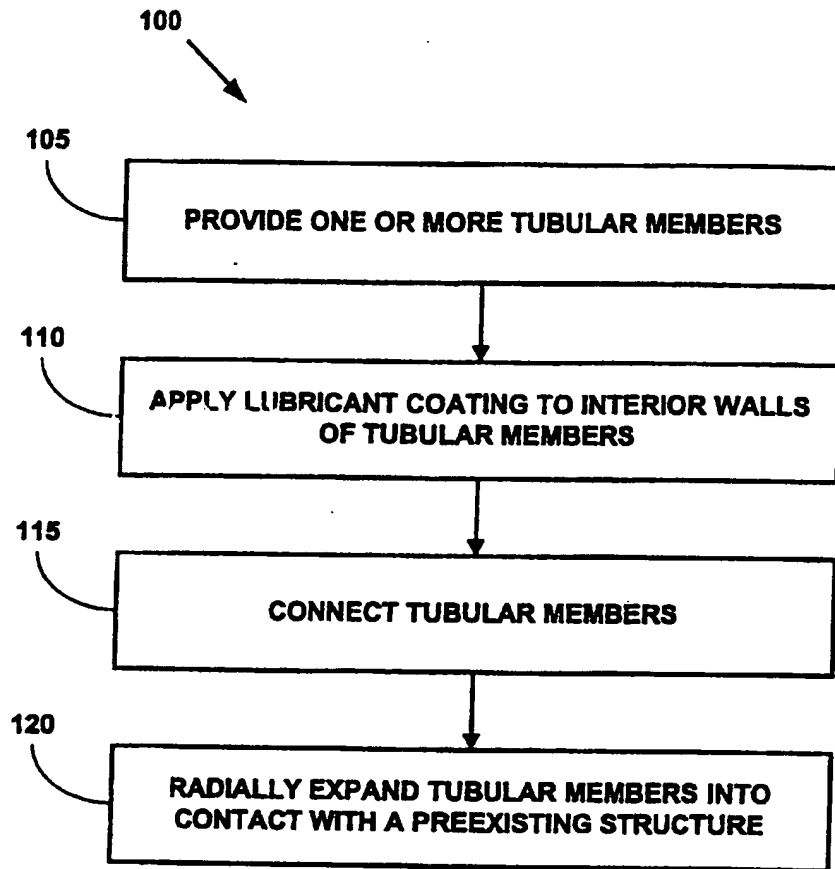 100
105
PROVIDE ONE OR MORE TUBULAR MEMBERS
110
APPLY LUBRICANT COATING TO INTERIOR WALLS
OF TUBULAR MEMBERS
115
CONNECT TUBULAR MEMBERS
120
RADIALLY EXPAND TUBULAR MEMBERS INTO
CONTACT WITH A PREEXISTING STRUCTURE